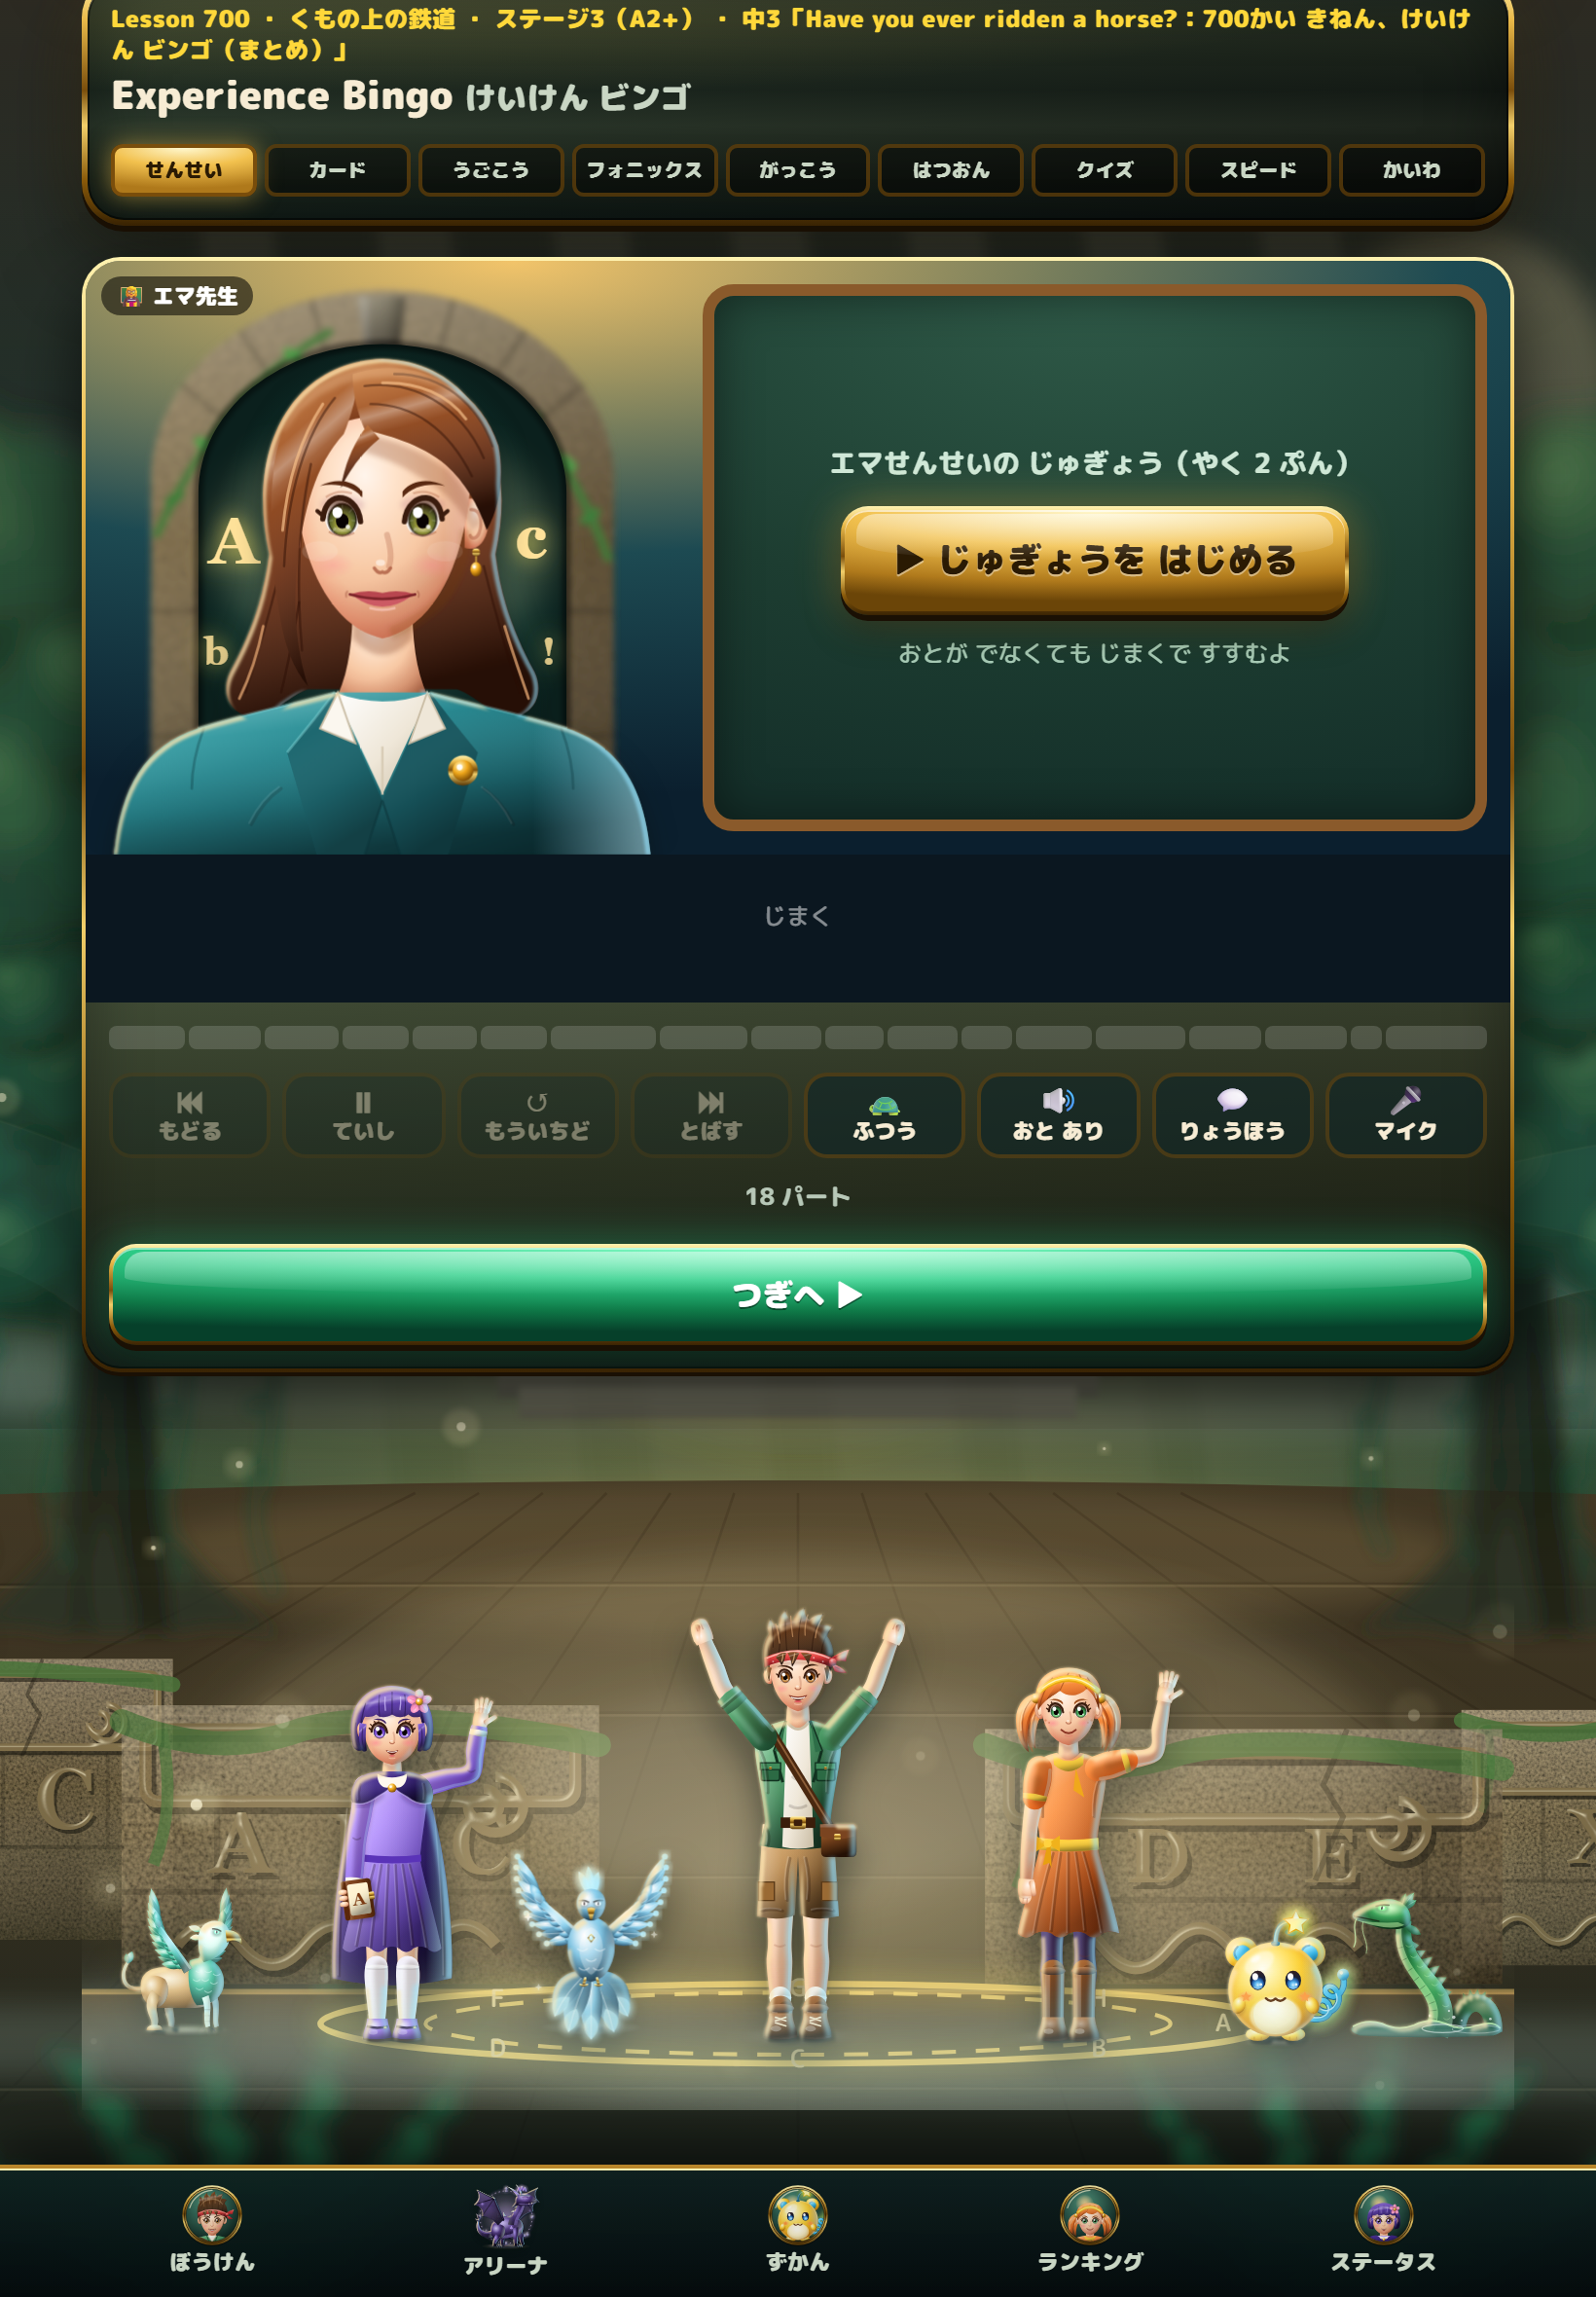 Lesson 700 ・ くもの上の鉄道 ・ ステージ3（A2+） ・ 中3「Have you ever ridden a horse?：700かい きねん、けいけ
ん ビンゴ（まとめ）」
Experience Bingo けいけん ビンゴ
せんせい カード うごこう フォニックス がっこう はつおん クイズ スピード かいわ
エマ先生
A c
b !
エマせんせいの じゅぎょう（やく 2 ぷん）
▶ じゅぎょうを はじめる
おとが でなくても じまくで すすむよ
じまく
もどる ていし もういちど とばす ふつう おと あり りょうほう マイク
18 パート
つぎへ ▶
C A C D E
A
F I A
D C B
ぼうけん アリーナ ずかん ランキング ステータス